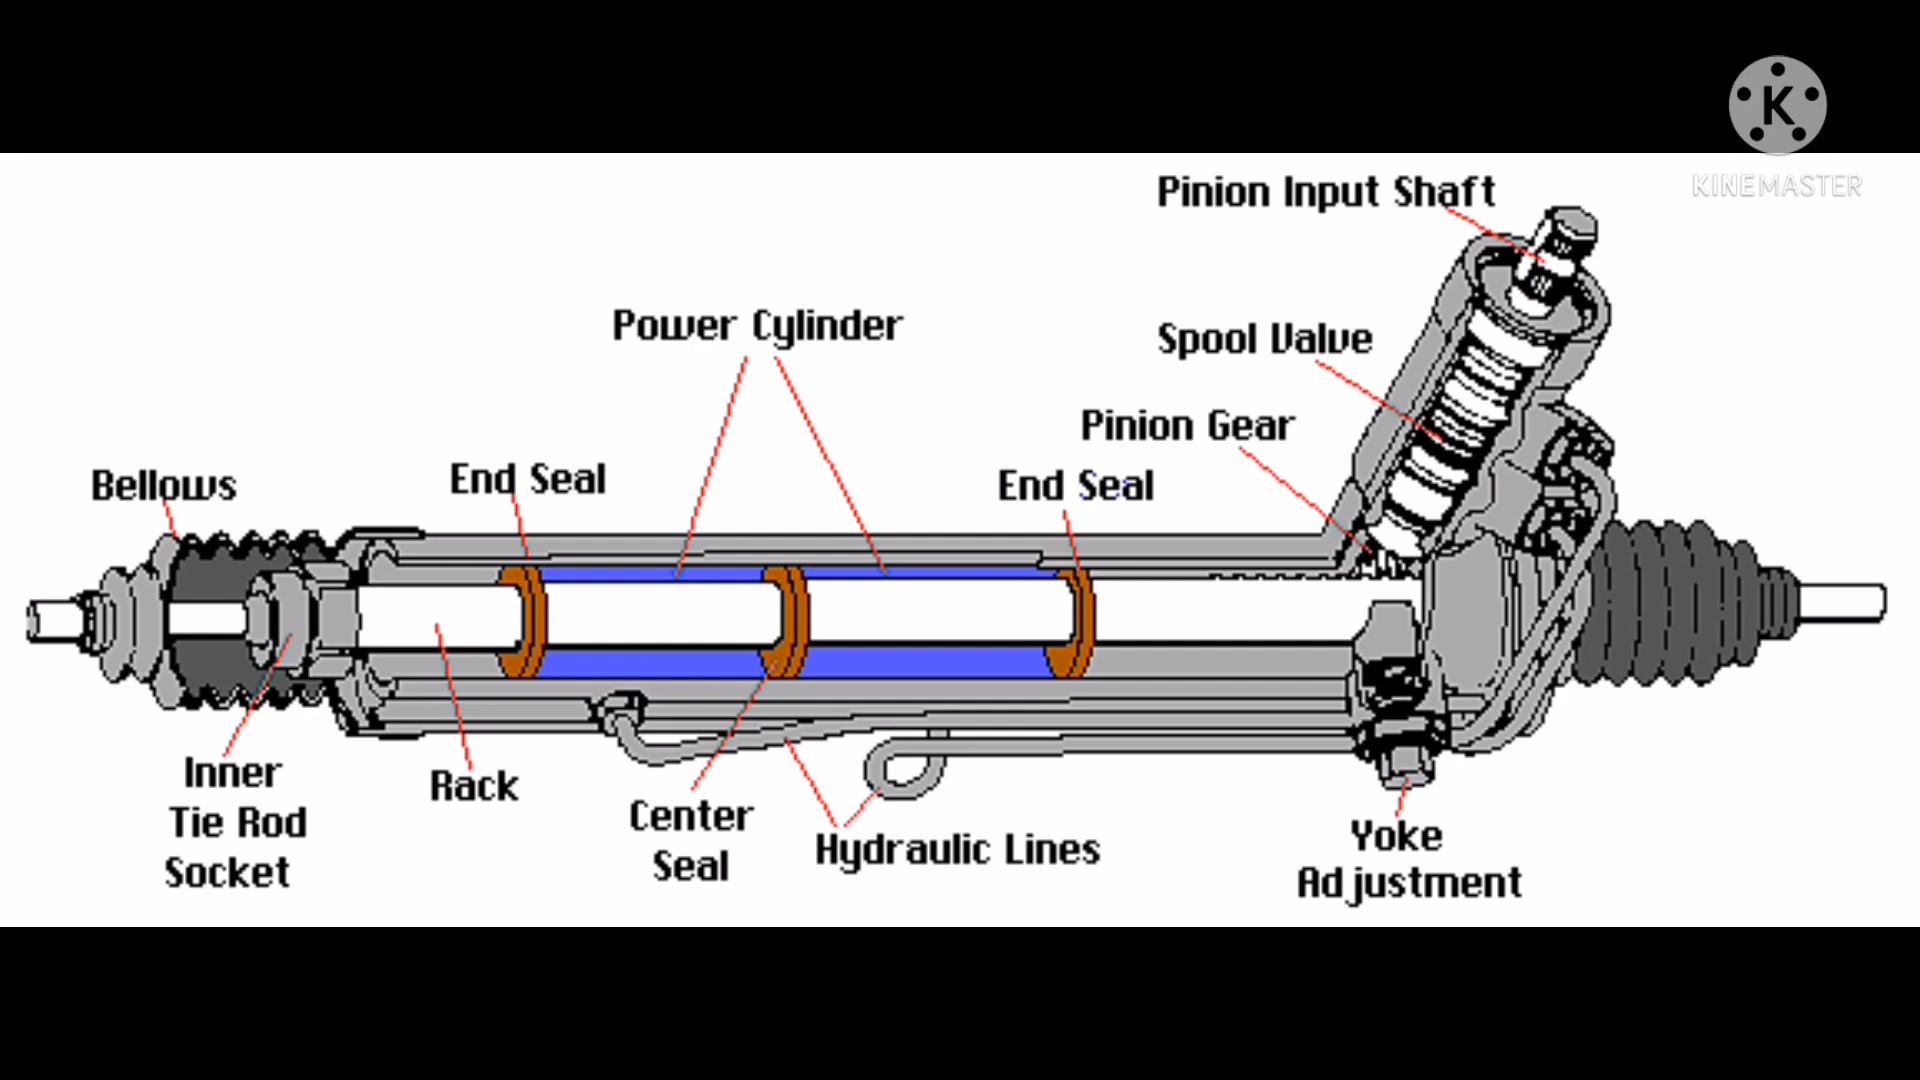 K
KINEMASTER
Pinion Input Shaft
Power Cylinder
Spool Valve
Pinion Gear
Bellows
End Seal
End Seal
Inner
Tie Rod
Socket
Rack
Center
Seal
Hydraulic Lines
Yoke
Adjustment